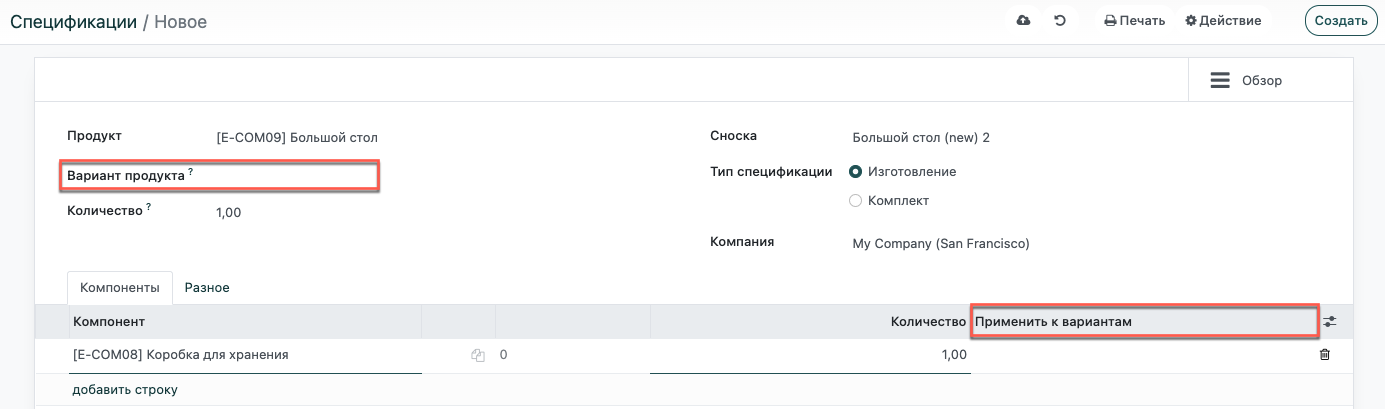 Спецификации / Новое
Печать
Действие
Создать
Обзор
Продукт [E-COM09] Большой стол
Вариант продукта ?
Количество ? 1,00
Сноска Большой стол (new) 2
Тип спецификации Изготовление
Комплект
Компания My Company (San Francisco)
Компоненты Разное
Компонент Количество Применить к вариантам
[E-COM08] Коробка для хранения 0 1,00
добавить строку